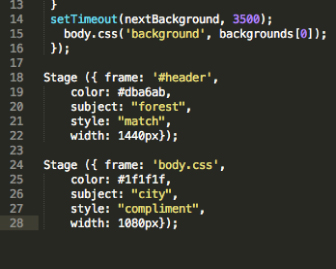 13 }
14 setTimeout(nextBackground, 3500);
15 body.css('background', backgrounds[0]);
16 });
17
18 Stage ({ frame: '#header',
19 color: #dba6ab,
20 subject: "forest",
21 style: "match",
22 width: 1440px});
23
24 Stage ({ frame: 'body.css',
25 color: #1f1f1f,
26 subject: "city",
27 style: "compliment",
28 width: 1080px});